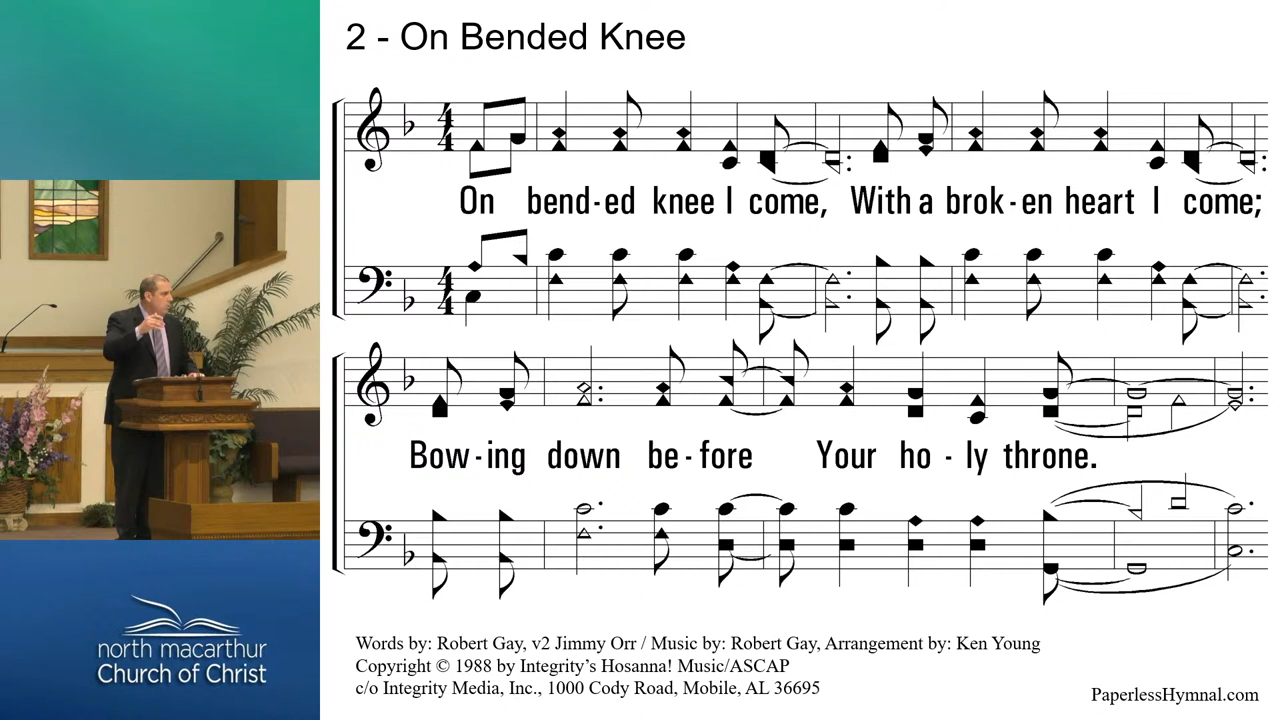 2 - On Bended Knee
On bend-ed knee I come, With a brok-en heart I come;
Bow-ing down be-fore Your ho-ly throne.
Words by: Robert Gay, v2 Jimmy Orr / Music by: Robert Gay, Arrangement by: Ken Young
Copyright © 1988 by Integrity's Hosanna! Music/ASCAP
c/o Integrity Media, Inc., 1000 Cody Road, Mobile, AL 36695
PaperlessHymnal.com
north macarthur
Church of Christ